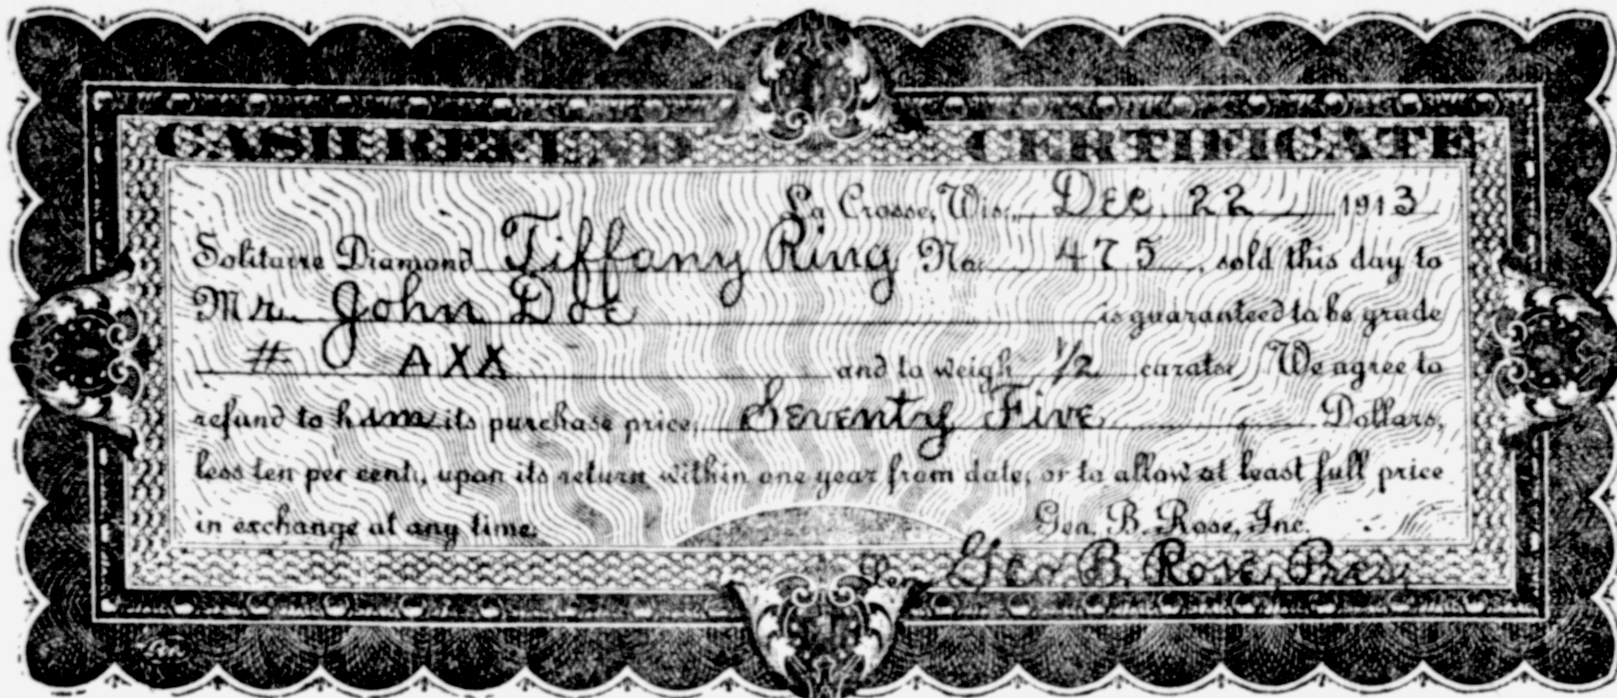 CASH REFUND CERTIFICATE
La Crosse, Wis., Dec. 22 1913
Solitaire Diamond Tiffany Ring No. 475, sold this day to
Mr. John Doe is guaranteed to be grade
# AXX and to weigh 1/2 carats. We agree to
refund to him its purchase price, Seventy Five Dollars,
less ten per cent, upon its return within one year from date, or to allow at least full price
in exchange at any time.
Geo. B. Rose, Inc.
Per Geo B. Rose, Pres.